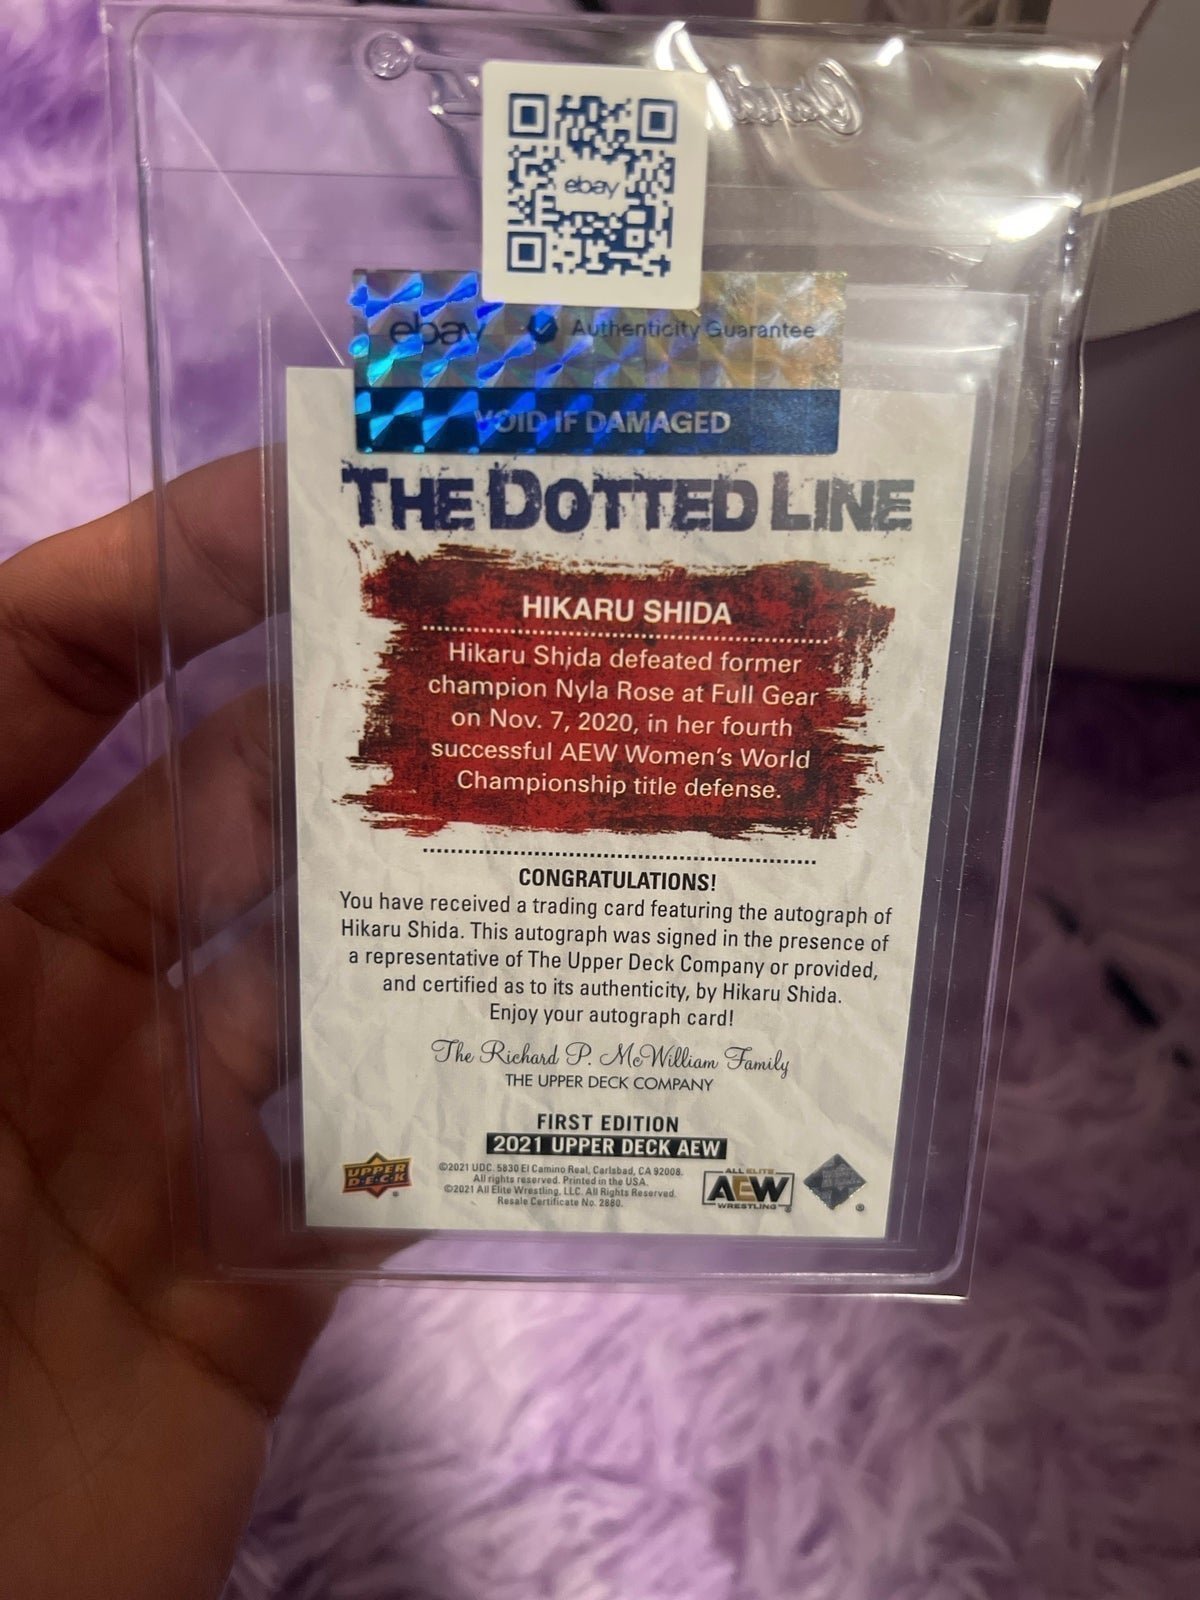 ebay
ebay Authenticity Guarantee
VOID IF DAMAGED
THE DOTTED LINE
HIKARU SHIDA
Hikaru Shida defeated former
champion Nyla Rose at Full Gear
on Nov. 7, 2020, in her fourth
successful AEW Women's World
Championship title defense.
CONGRATULATIONS!
You have received a trading card featuring the autograph of
Hikaru Shida. This autograph was signed in the presence of
a representative of The Upper Deck Company or provided,
and certified as to its authenticity, by Hikaru Shida.
Enjoy your autograph card!
The Richard P. McWilliam Family
THE UPPER DECK COMPANY
FIRST EDITION
2021 UPPER DECK AEW
UPPER
D·E·C·K
©2021 UDC. 5830 El Camino Real, Carlsbad, CA 92008.
All rights reserved. Printed in the USA.
©2021 All Elite Wrestling, LLC. All Rights Reserved.
Resale Certificate No. 2880.
ALL ELITE
AEW
WRESTLING